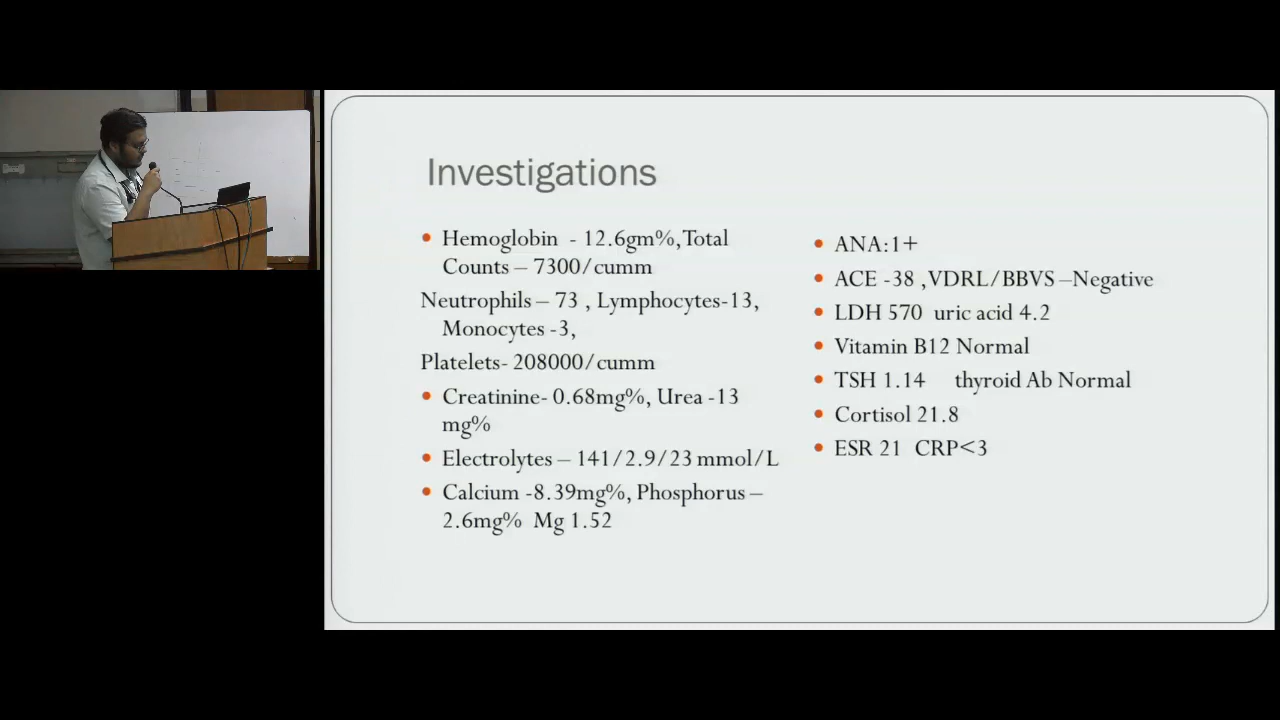 Investigations
Hemoglobin - 12.6gm%,Total
Counts – 7300/cumm
Neutrophils – 73 , Lymphocytes-13,
Monocytes -3,
Platelets- 208000/cumm
Creatinine- 0.68mg%, Urea -13
mg%
Electrolytes – 141/2.9/23 mmol/L
Calcium -8.39mg%, Phosphorus –
2.6mg% Mg 1.52
ANA:1+
ACE -38 ,VDRL/BBVS –Negative
LDH 570 uric acid 4.2
Vitamin B12 Normal
TSH 1.14 thyroid Ab Normal
Cortisol 21.8
ESR 21 CRP<3